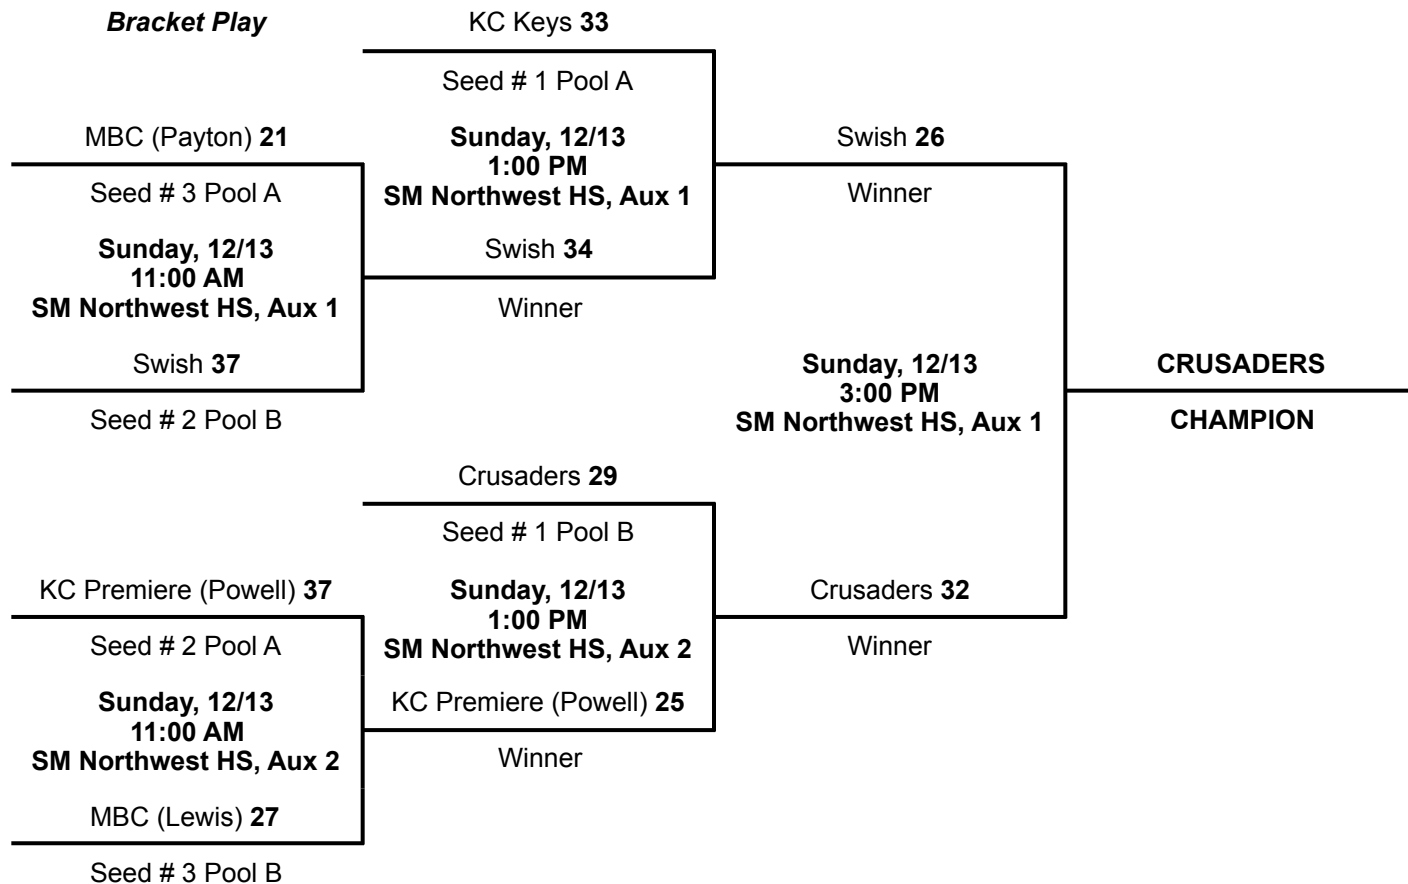 Bracket Play
KC Keys 33
Seed # 1 Pool A
MBC (Payton) 21
Seed # 3 Pool A
Sunday, 12/13
1:00 PM
SM Northwest HS, Aux 1
Swish 26
Winner
Sunday, 12/13
11:00 AM
SM Northwest HS, Aux 1
Swish 34
Winner
Swish 37
Seed # 2 Pool B
Sunday, 12/13
3:00 PM
SM Northwest HS, Aux 1
CRUSADERS
CHAMPION
Crusaders 29
Seed # 1 Pool B
KC Premiere (Powell) 37
Seed # 2 Pool A
Sunday, 12/13
1:00 PM
SM Northwest HS, Aux 2
Crusaders 32
Winner
Sunday, 12/13
11:00 AM
SM Northwest HS, Aux 2
KC Premiere (Powell) 25
Winner
MBC (Lewis) 27
Seed # 3 Pool B